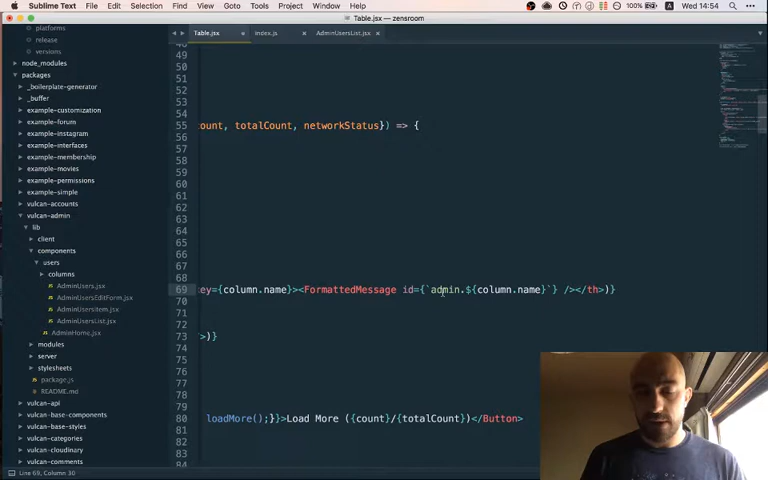 Sublime Text File Edit Selection Find View Goto Tools Project Window Help 100% Wed 14:54
Table.jsx — zensroom
Table.jsx index.js AdminUsersList.jsx
platforms
release
versions
node_modules
packages
_boilerplate-generator
_buffer
example-customization
example-forum
example-instagram
example-interfaces
example-membership
example-movies
example-permissions
example-simple
vulcan-accounts
vulcan-admin
lib
client
components
users
columns
AdminUsers.jsx
AdminUsersEditForm.jsx
AdminUsersItem.jsx
AdminUsersList.jsx
AdminHome.jsx
modules
server
stylesheets
package.js
README.md
vulcan-api
vulcan-base-components
vulcan-base-styles
vulcan-categories
vulcan-cloudinary
vulcan-comments
48
49
50
51
52
53
54
55 ount, totalCount, networkStatus}) => {
56
57
58
59
60
61
62
63
64
65
66
67
68
69 ey={column.name}><FormattedMessage id={`admin.${column.name}`} /></th>)}
70
71
72
73 >)}
74
75
76
77
78
79
80 loadMore();}}>Load More ({count}/{totalCount})</Button>
81
82
83
84
Line 69, Column 30